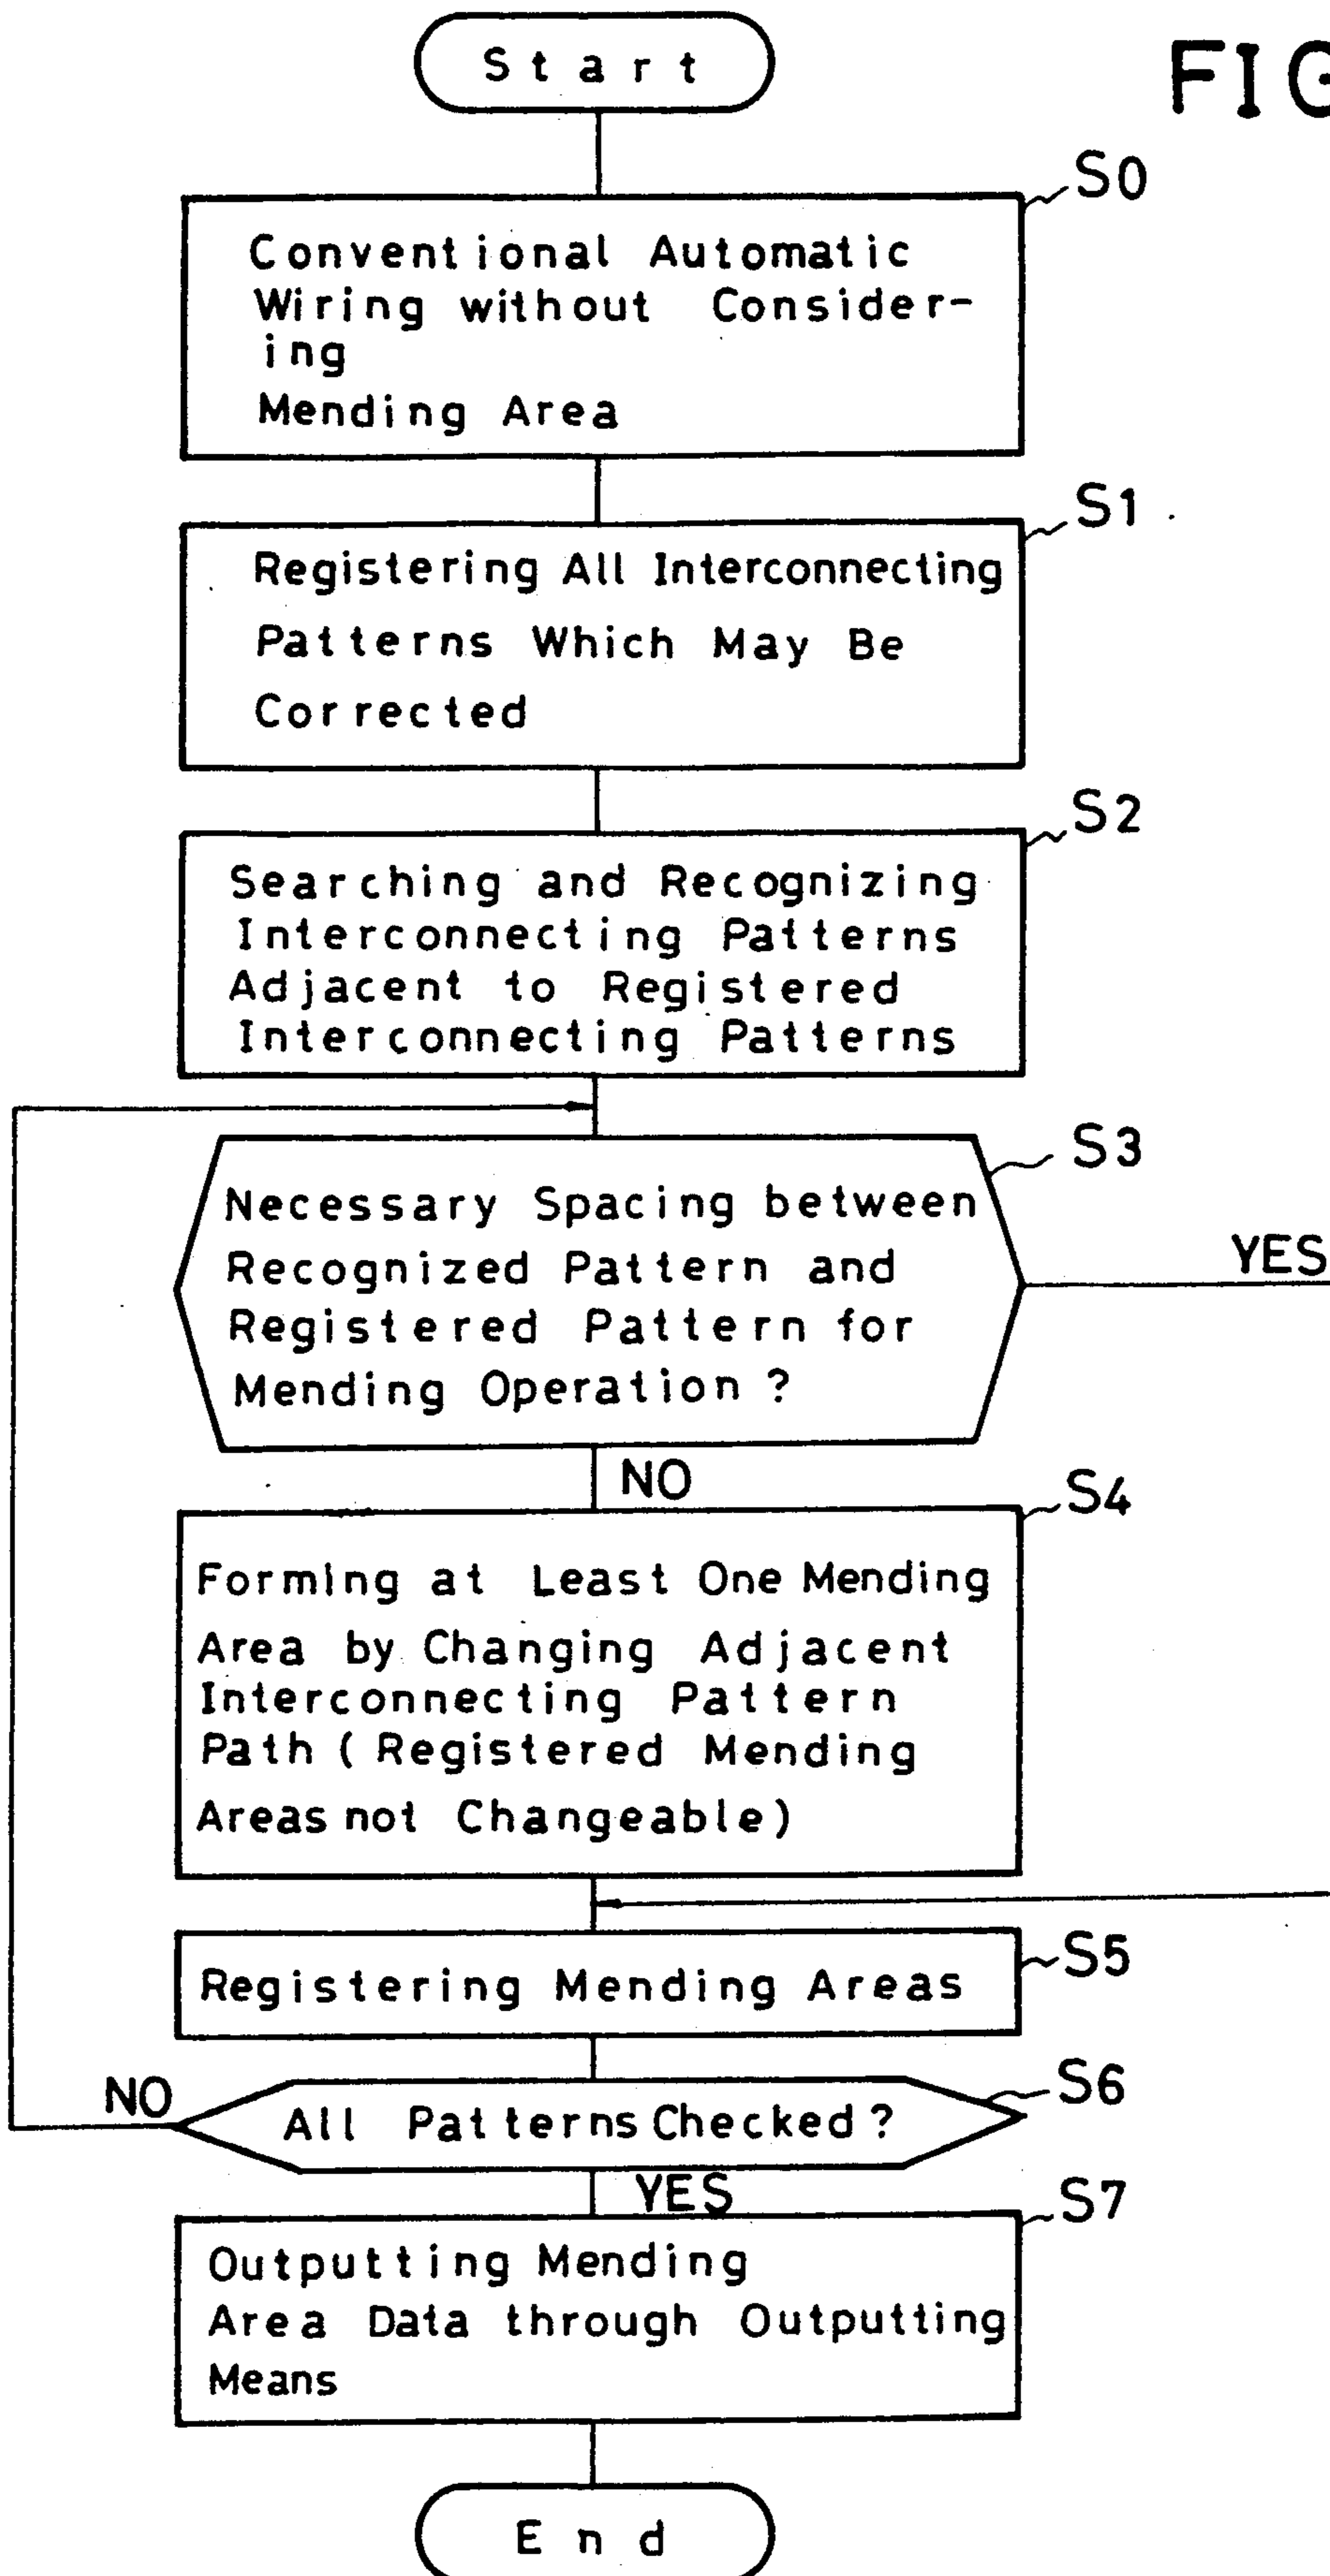 Start
FIG
S0
Conventional Automatic
Wiring without Consider-
ing
Mending Area
S1
Registering All Interconnecting
Patterns Which May Be
Corrected
S2
Searching and Recognizing
Interconnecting Patterns
Adjacent to Registered
Interconnecting Patterns
S3
Necessary Spacing between
Recognized Pattern and
Registered Pattern for
Mending Operation ?
YES
NO
S4
Forming at Least One Mending
Area by Changing Adjacent
Interconnecting Pattern
Path ( Registered Mending
Areas not Changeable)
S5
Registering Mending Areas
S6
NO
All Patterns Checked ?
YES
S7
Outputting Mending
Area Data through Outputting
Means
End